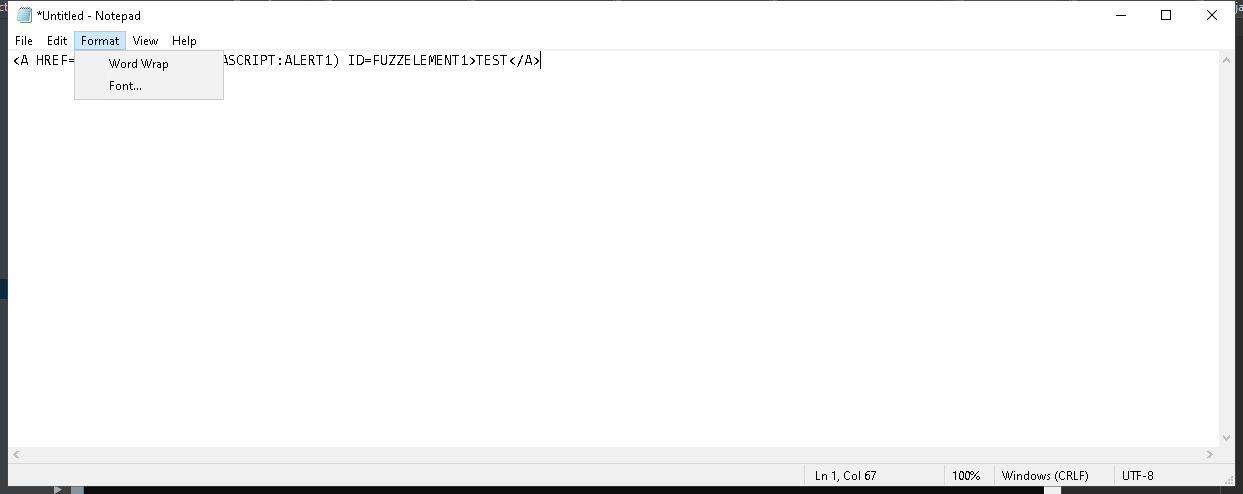 *Untitled - Notepad
File Edit Format View Help
<A HREF= ASCRIPT:ALERT1) ID=FUZZELEMENT1>TEST</A>
Word Wrap
Font...
Ln 1, Col 67 100% Windows (CRLF) UTF-8